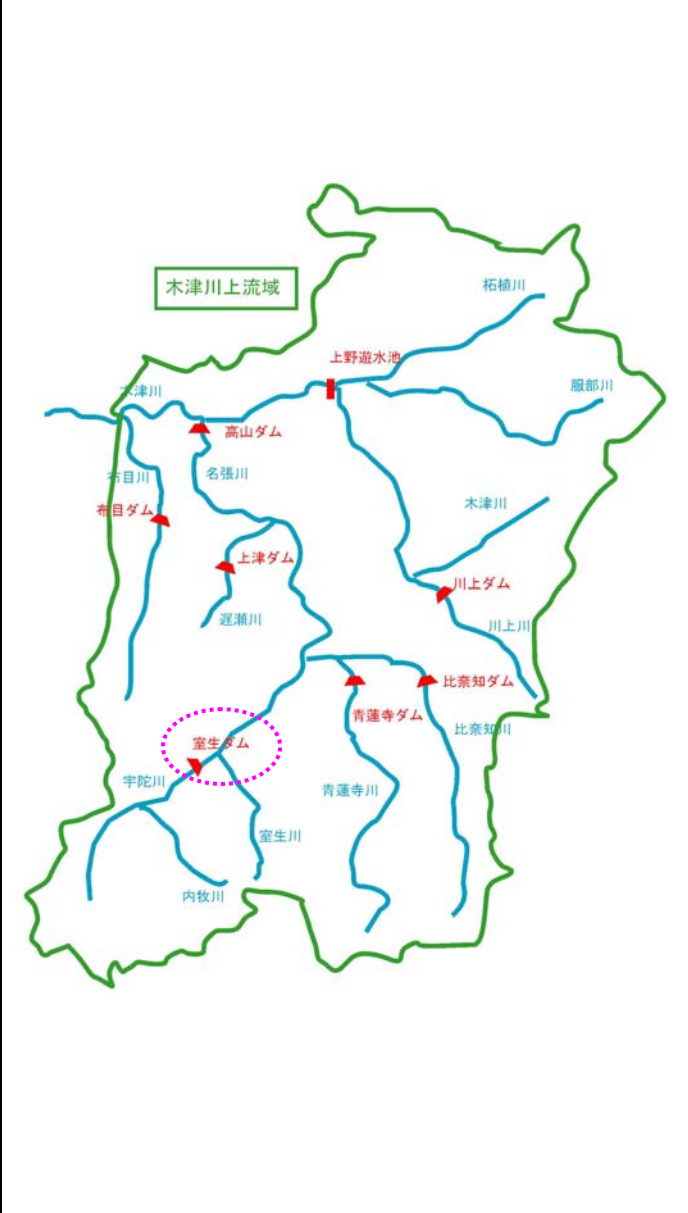 木津川上流域
柘植川
上野遊水池
服部川
木津川
高山ダム
布目川
名張川
木津川
布目ダム
上津ダム
川上ダム
遅瀬川
川上川
比奈知ダム
青蓮寺ダム
比奈知川
室生ダム
宇陀川
青蓮寺川
室生川
内牧川